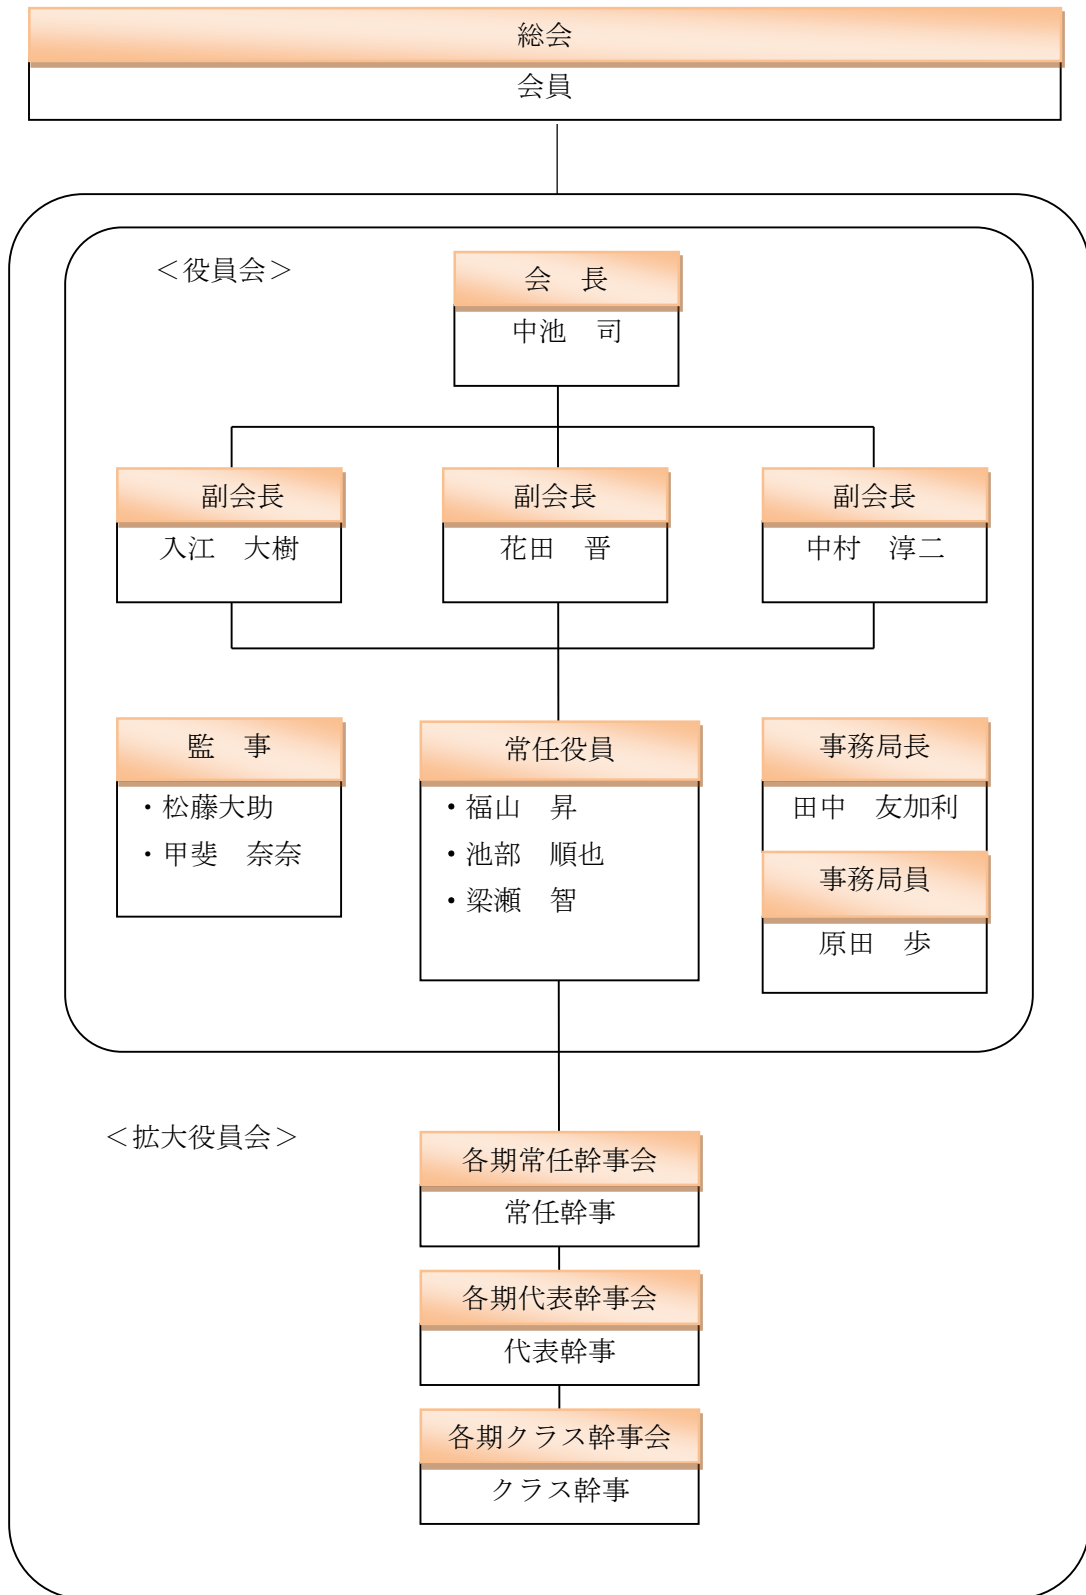 総会
会員
＜役員会＞
会　長
中池　司
副会長
入江　大樹
副会長
花田　晋
副会長
中村　淳二
監　事
・松藤大助
・甲斐　奈奈
常任役員
・福山　昇
・池部　順也
・梁瀬　智
事務局長
田中　友加利
事務局員
原田　歩
＜拡大役員会＞
各期常任幹事会
常任幹事
各期代表幹事会
代表幹事
各期クラス幹事会
クラス幹事